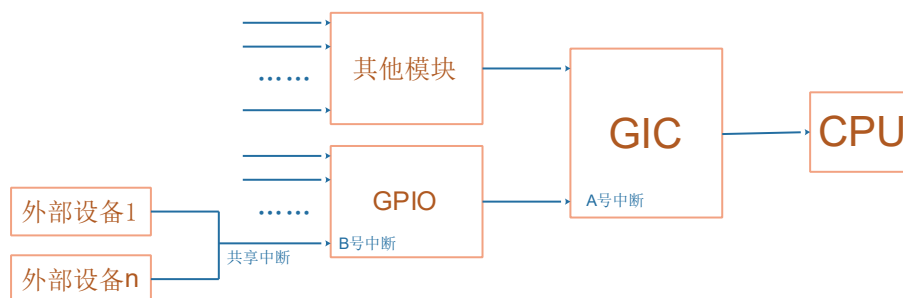 其他模块
……
GIC
CPU
GPIO
A号中断
外部设备1
……
B号中断
共享中断
外部设备n